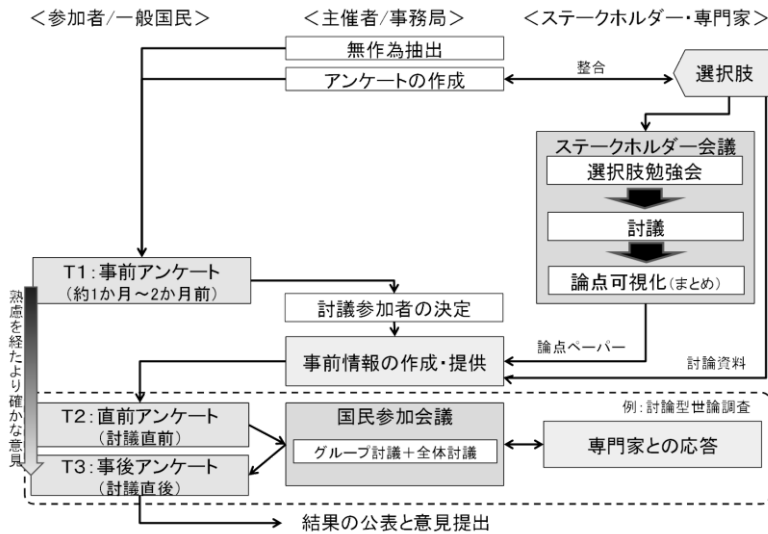 ＜参加者/一般国民＞
＜主催者/事務局＞
＜ステークホルダー・専門家＞
無作為抽出
アンケートの作成
整合
選択肢
ステークホルダー会議
選択肢勉強会
討議
論点可視化(まとめ)
T1:事前アンケート
(約1か月～2か月前)
討議参加者の決定
論点ペーパー
討論資料
事前情報の作成・提供
熟慮を経たより確かな意見
例:討論型世論調査
T2:直前アンケート
(討議直前)
国民参加会議
グループ討議＋全体討議
専門家との応答
T3:事後アンケート
(討議直後)
結果の公表と意見提出